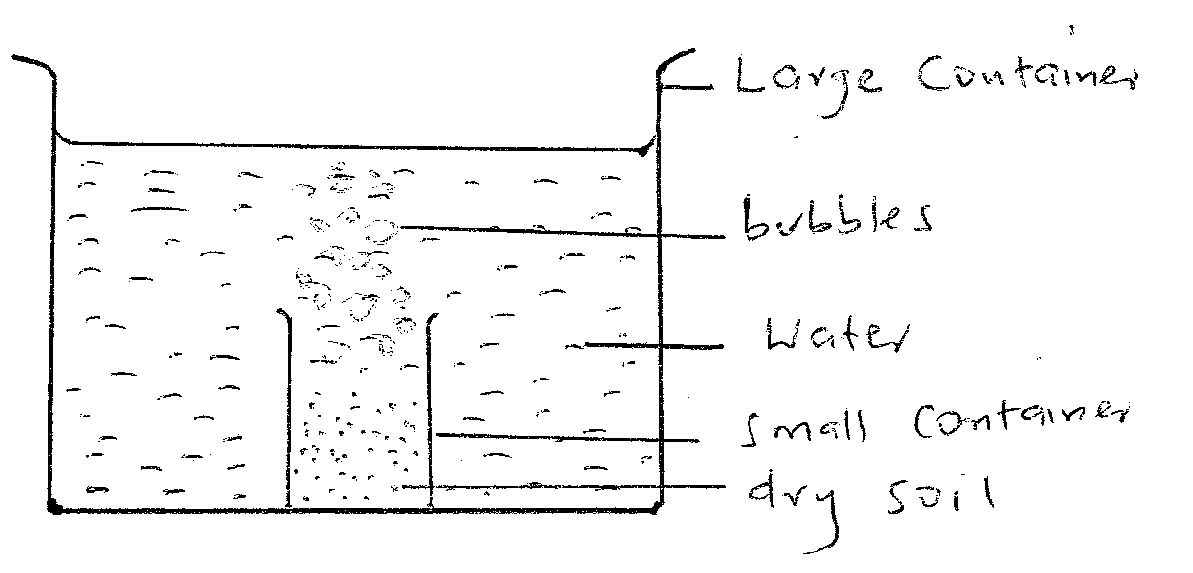 Large Container
bubbles
Water
small container
dry soil